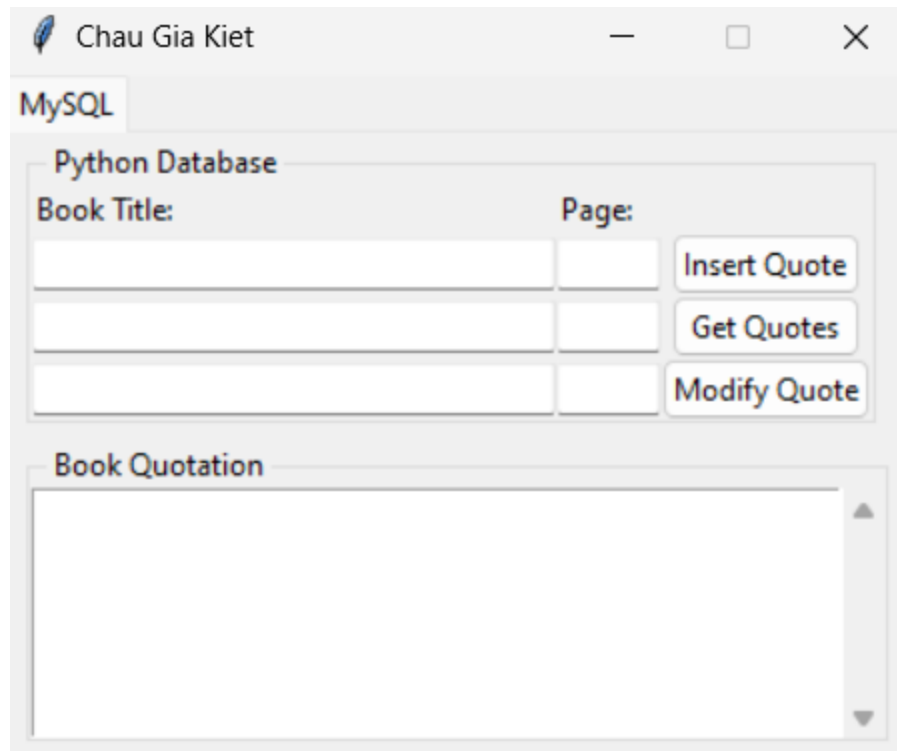 Chau Gia Kiet
MySQL
Python Database
Book Title: Page:
Insert Quote
Get Quotes
Modify Quote
Book Quotation